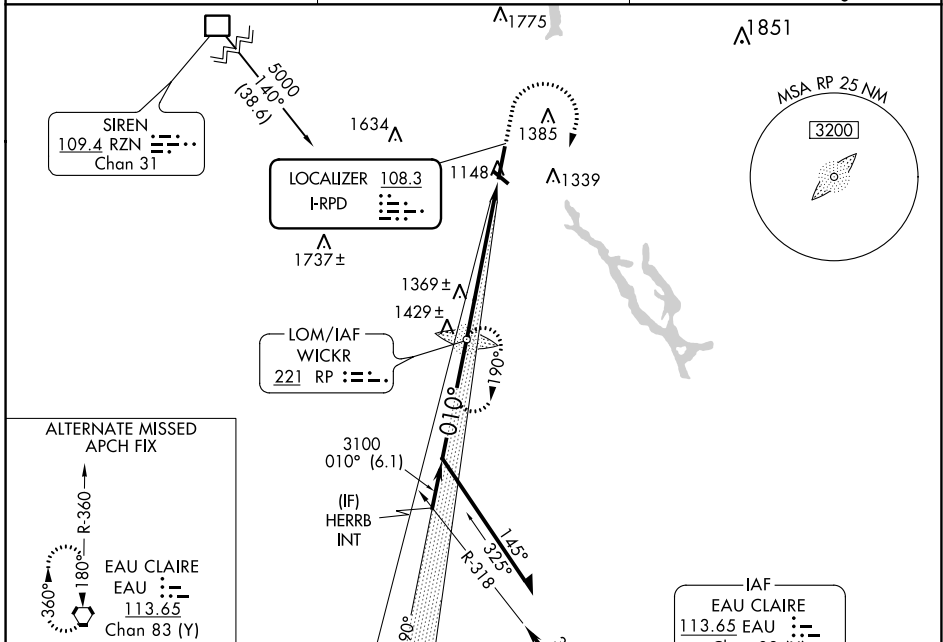 1775
1851
5000
140°
(38.6)
MSA RP 25 NM
3200
SIREN
109.4 RZN
Chan 31
1634
1385
1148
1339
LOCALIZER 108.3
I-RPD
1737 ±
1369 ±
1429 ±
LOM/IAF
WICKR
221 RP
190°
010°
3100
010° (6.1)
(IF)
HERRB
INT
145°
325°
R-318
ALTERNATE MISSED
APCH FIX
R-360
360°
180°
EAU CLAIRE
EAU
113.65
Chan 83 (Y)
IAF
EAU CLAIRE
113.65 EAU